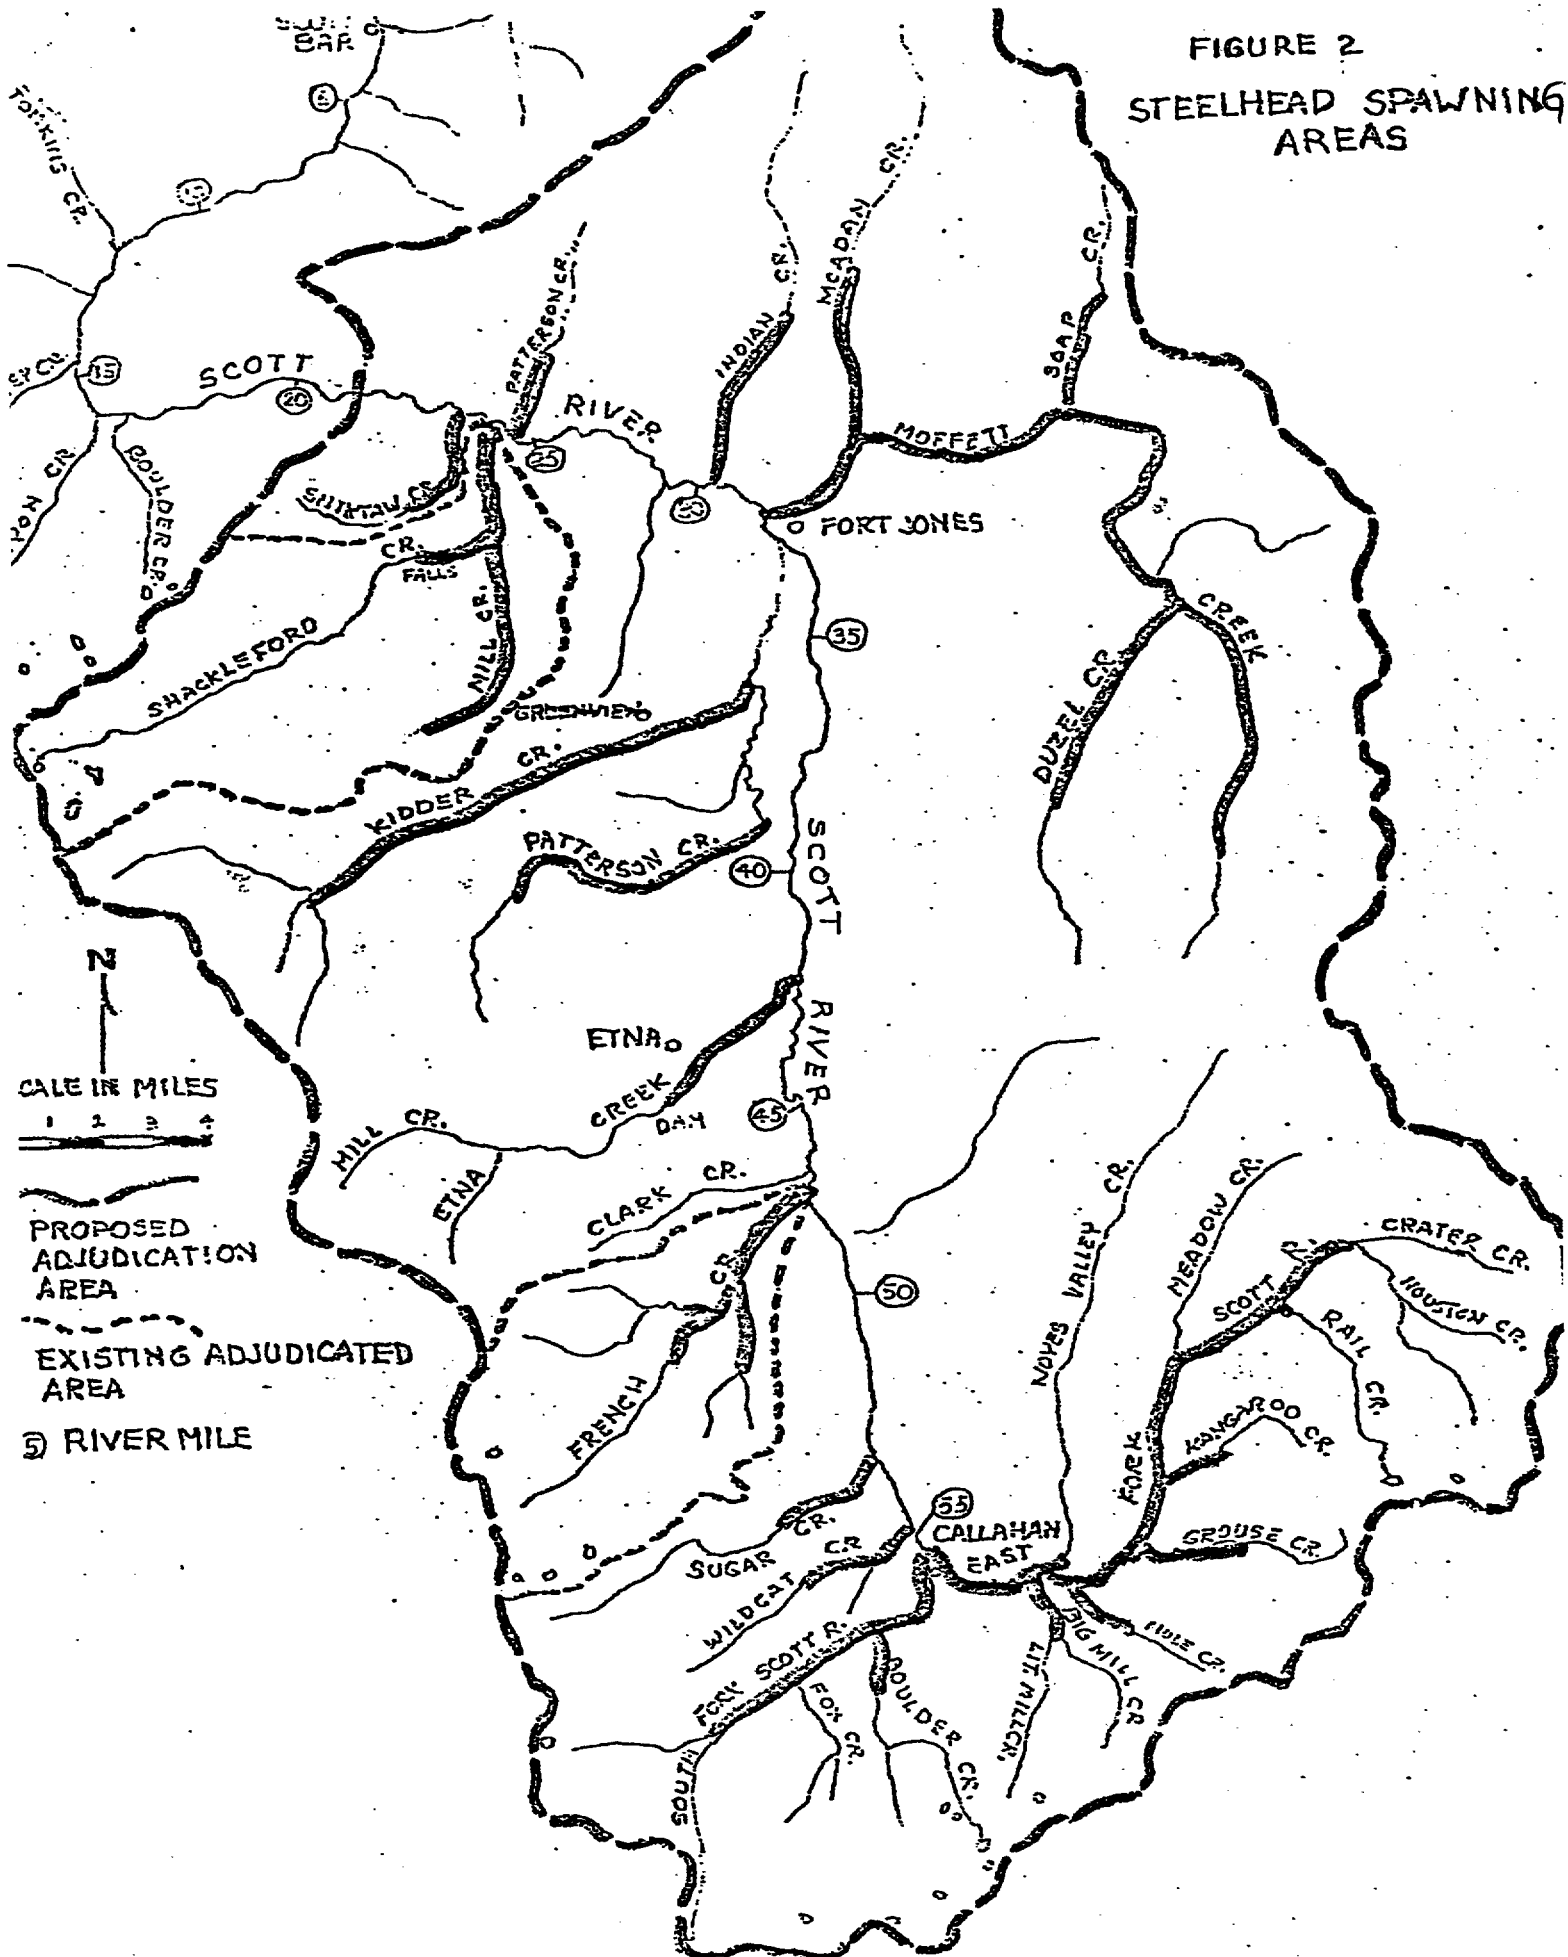 FIGURE 2
STEELHEAD SPAWNING
AREAS
SCOTT
BAR
TOMKINS CR.
SCOTT
20
BOULDER CR.
PATTERSON CR.
RIVER
25
INDIAN CR.
MCADAM CR.
SOAP CR.
MOFFETT
CREEK
30
FORT JONES
CR.
FALLS
SHACKLEFORD
MILL CR.
GREENVIEW
35
KIDDER CR.
DUZEL CR.
PATTERSON CR.
40
SCOTT
RIVER
N
ETNA
CREEK
DAM
45
MILL CR.
ETNA
CALE IN MILES
1 2 3 4
PROPOSED
ADJUDICATION
AREA
EXISTING ADJUDICATED
AREA
5 RIVER MILE
CLARK CR.
FRENCH CR.
50
NOYES VALLEY CR.
MEADOW CR.
CRATER CR.
SCOTT R.
HOUSTON CR.
RAIL CR.
KANGAROO CR.
FORK
GROUSE CR.
55
CALLAHAN
EAST
SUGAR CR.
WILDCAT CR
FORK SCOTT R.
SOUTH
FOX CR.
BOULDER CR.
LIT. MILL CR.
BIG MILL CR